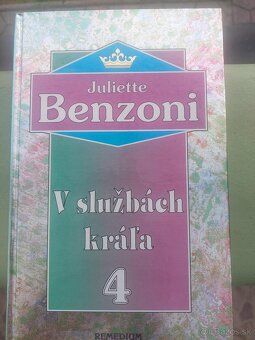 Juliette
Benzoni
V službách
kráľa
4
REMEDIUM